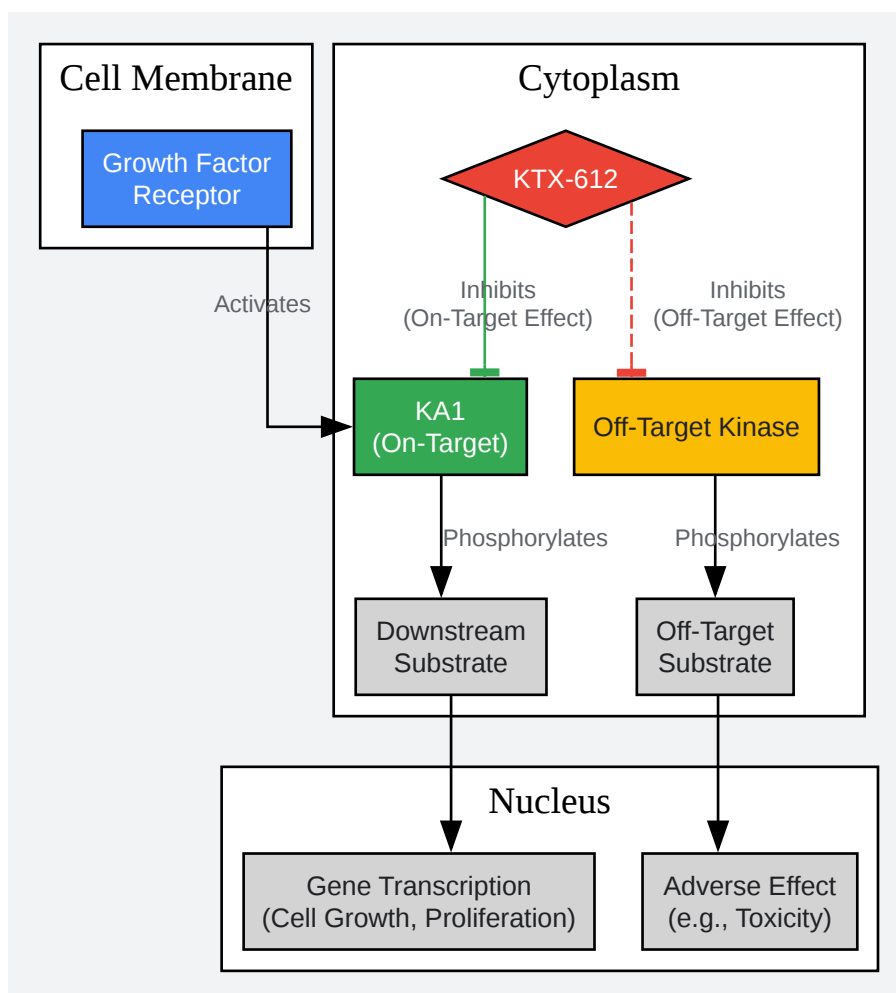 Cell Membrane
Growth Factor
Receptor
Activates
Cytoplasm
KTX-612
Inhibits
(On-Target Effect)
Inhibits
(Off-Target Effect)
KA1
(On-Target)
Off-Target Kinase
Phosphorylates
Phosphorylates
Downstream
Substrate
Off-Target
Substrate
Nucleus
Gene Transcription
(Cell Growth, Proliferation)
Adverse Effect
(e.g., Toxicity)